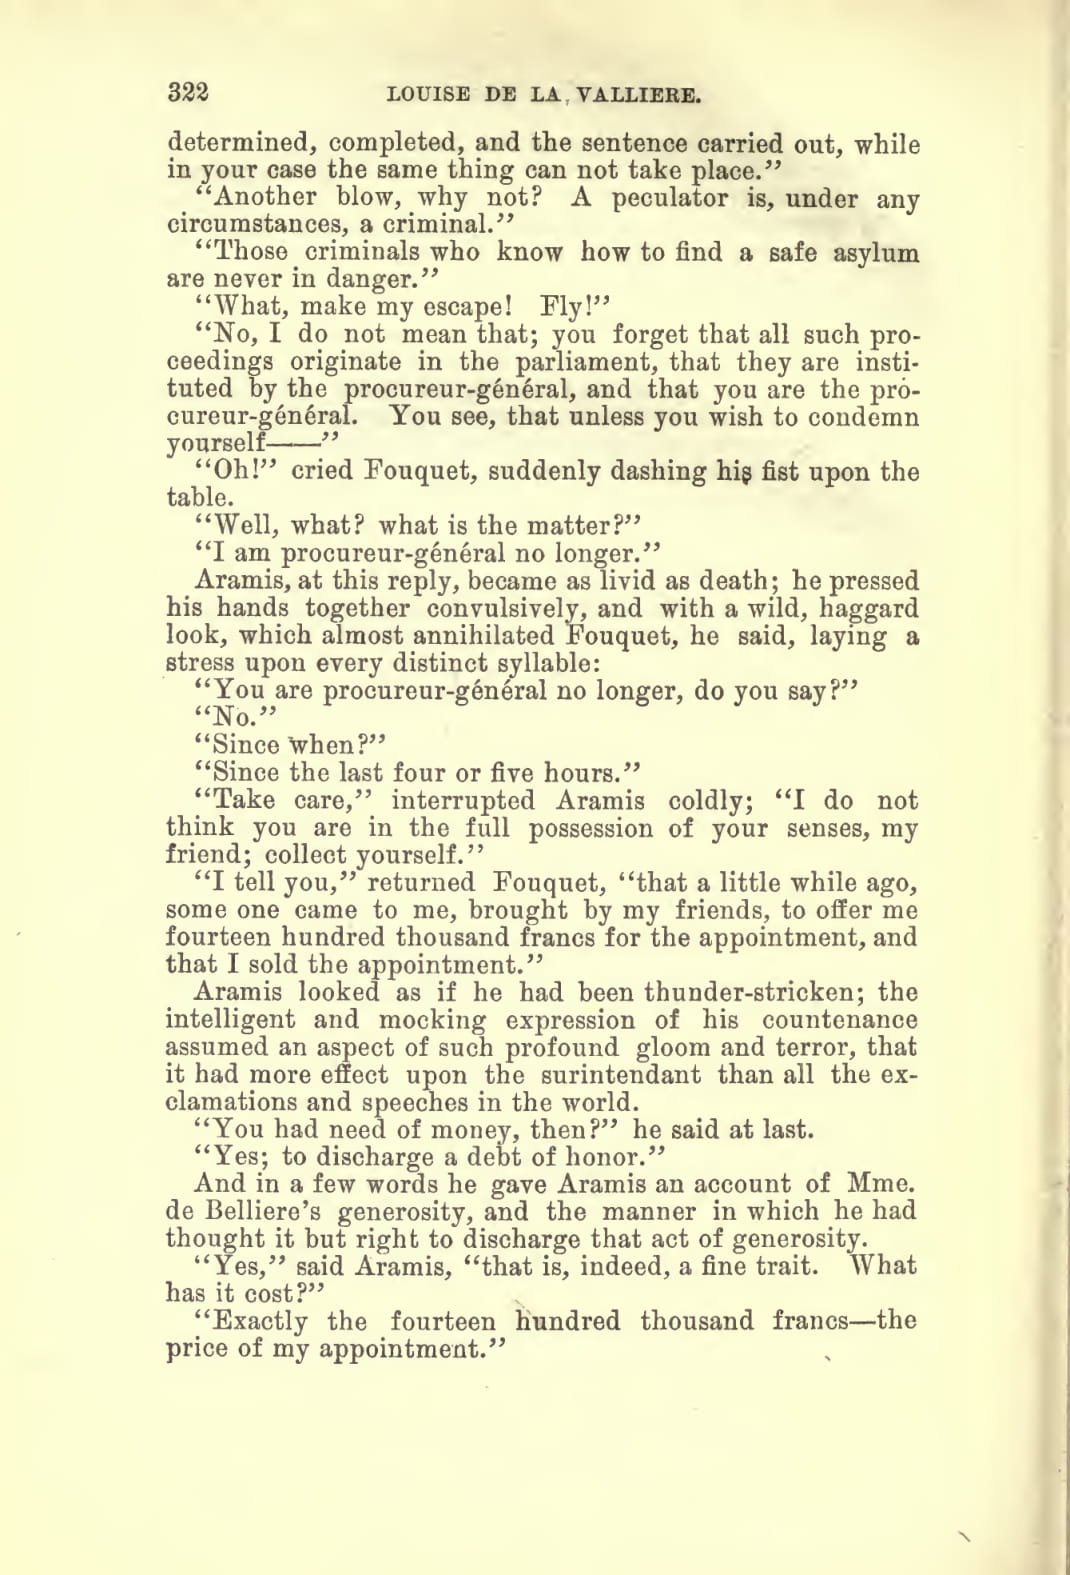 322 LOUISE DE LA VALLIERE.
determined, completed, and the sentence carried out, while
in your case the same thing can not take place.”
“Another blow, why not? A peculator is, under any
circumstances, a criminal.”
“Those criminals who know how to find a safe asylum
are never in danger.”
“What, make my escape! Fly!”
“No, I do not mean that; you forget that all such pro-
ceedings originate in the parliament, that they are insti-
tuted by the procureur-général, and that you are the pro-
cureur-général. You see, that unless you wish to condemn
yourself——”
“Oh!” cried Fouquet, suddenly dashing his fist upon the
table.
“Well, what? what is the matter?”
“I am procureur-général no longer.”
Aramis, at this reply, became as livid as death; he pressed
his hands together convulsively, and with a wild, haggard
look, which almost annihilated Fouquet, he said, laying a
stress upon every distinct syllable:
“You are procureur-général no longer, do you say?”
“No.”
“Since when?”
“Since the last four or five hours.”
“Take care,” interrupted Aramis coldly; “I do not
think you are in the full possession of your senses, my
friend; collect yourself.”
“I tell you,” returned Fouquet, “that a little while ago,
some one came to me, brought by my friends, to offer me
fourteen hundred thousand francs for the appointment, and
that I sold the appointment.”
Aramis looked as if he had been thunder-stricken; the
intelligent and mocking expression of his countenance
assumed an aspect of such profound gloom and terror, that
it had more effect upon the surintendant than all the ex-
clamations and speeches in the world.
“You had need of money, then?” he said at last.
“Yes; to discharge a debt of honor.”
And in a few words he gave Aramis an account of Mme.
de Belliere’s generosity, and the manner in which he had
thought it but right to discharge that act of generosity.
“Yes,” said Aramis, “that is, indeed, a fine trait. What
has it cost?”
“Exactly the fourteen hundred thousand francs—the
price of my appointment.”